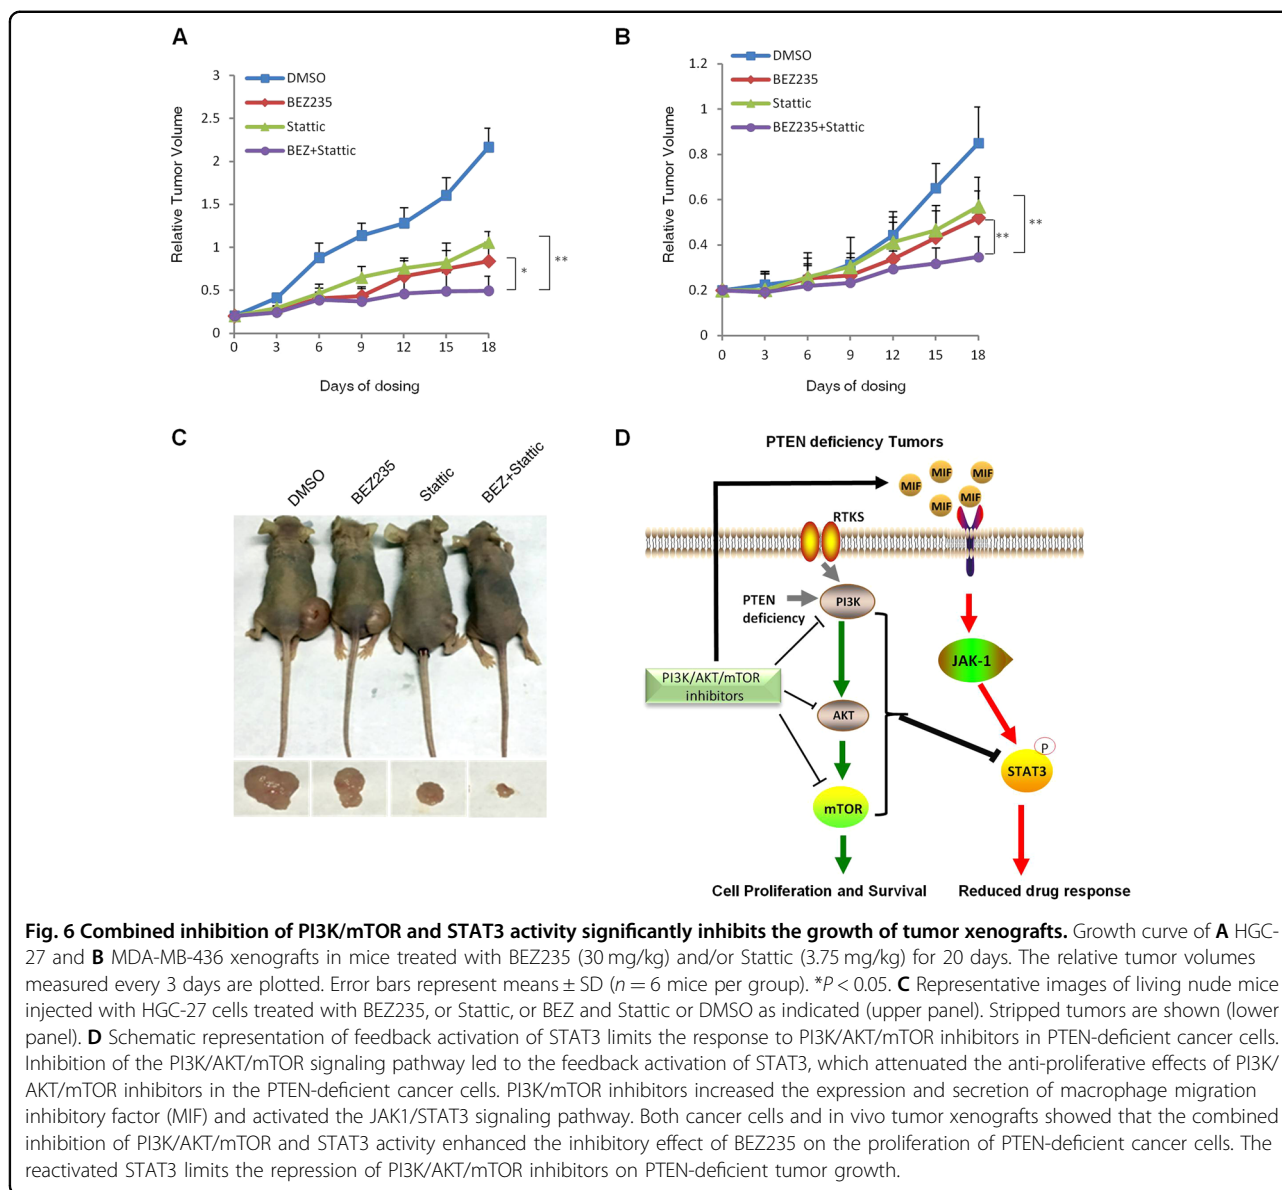 A
DMSO
BEZ235
Stattic
BEZ+Stattic
Relative Tumor Volume
3
2.5
2
1.5
1
0.5
0
0 3 6 9 12 15 18
Days of dosing
*
**
B
DMSO
BEZ235
Stattic
BEZ235+Stattic
Relative Tumor Volume
1.2
1
0.8
0.6
0.4
0.2
0
0 3 6 9 12 15 18
Days of dosing
**
**
C
DMSO BEZ235 Stattic BEZ+Stattic
D
PTEN deficiency Tumors
MIF
MIF
MIF
MIF
MIF
RTKS
PTEN
deficiency
PI3K
JAK-1
PI3K/AKT/mTOR
inhibitors
AKT
P
STAT3
mTOR
Cell Proliferation and Survival
Reduced drug response
Fig. 6 Combined inhibition of PI3K/mTOR and STAT3 activity significantly inhibits the growth of tumor xenografts. Growth curve of A HGC-
27 and B MDA-MB-436 xenografts in mice treated with BEZ235 (30 mg/kg) and/or Stattic (3.75 mg/kg) for 20 days. The relative tumor volumes
measured every 3 days are plotted. Error bars represent means ± SD (n = 6 mice per group). *P < 0.05. C Representative images of living nude mice
injected with HGC-27 cells treated with BEZ235, or Stattic, or BEZ and Stattic or DMSO as indicated (upper panel). Stripped tumors are shown (lower
panel). D Schematic representation of feedback activation of STAT3 limits the response to PI3K/AKT/mTOR inhibitors in PTEN-deficient cancer cells.
Inhibition of the PI3K/AKT/mTOR signaling pathway led to the feedback activation of STAT3, which attenuated the anti-proliferative effects of PI3K/
AKT/mTOR inhibitors in the PTEN-deficient cancer cells. PI3K/mTOR inhibitors increased the expression and secretion of macrophage migration
inhibitory factor (MIF) and activated the JAK1/STAT3 signaling pathway. Both cancer cells and in vivo tumor xenografts showed that the combined
inhibition of PI3K/AKT/mTOR and STAT3 activity enhanced the inhibitory effect of BEZ235 on the proliferation of PTEN-deficient cancer cells. The
reactivated STAT3 limits the repression of PI3K/AKT/mTOR inhibitors on PTEN-deficient tumor growth.